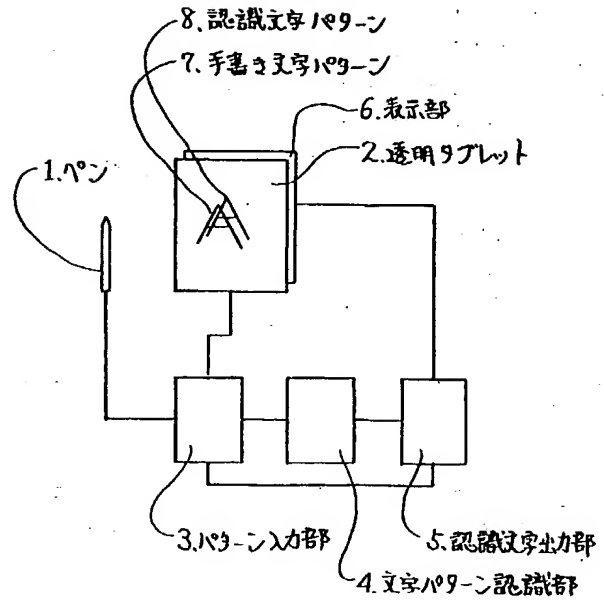 8.認識文字パターン
7.手書き文字パターン
6.表示部
2.透明タブレット
1.ペン
3.パターン入力部
5.認識文字出力部
4.文字パターン認識部